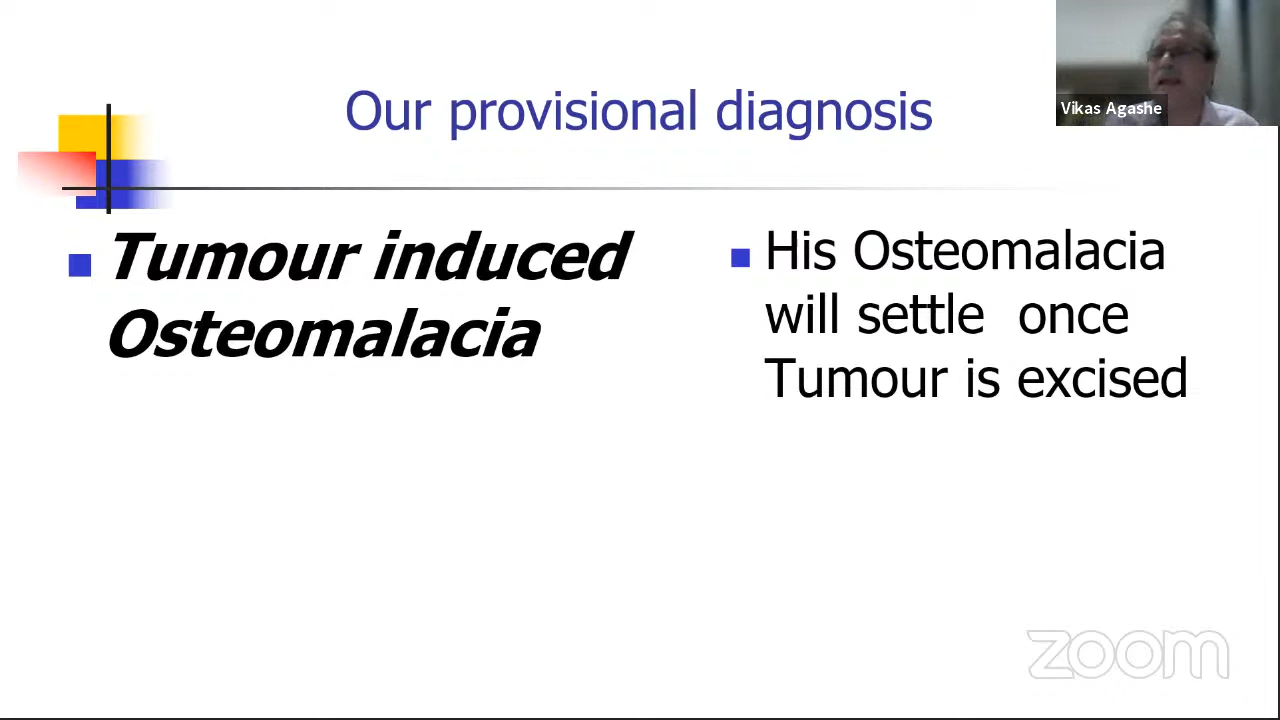 Our provisional diagnosis
Vikas Agashe
Tumour induced
Osteomalacia
His Osteomalacia
will settle once
Tumour is excised
zoom